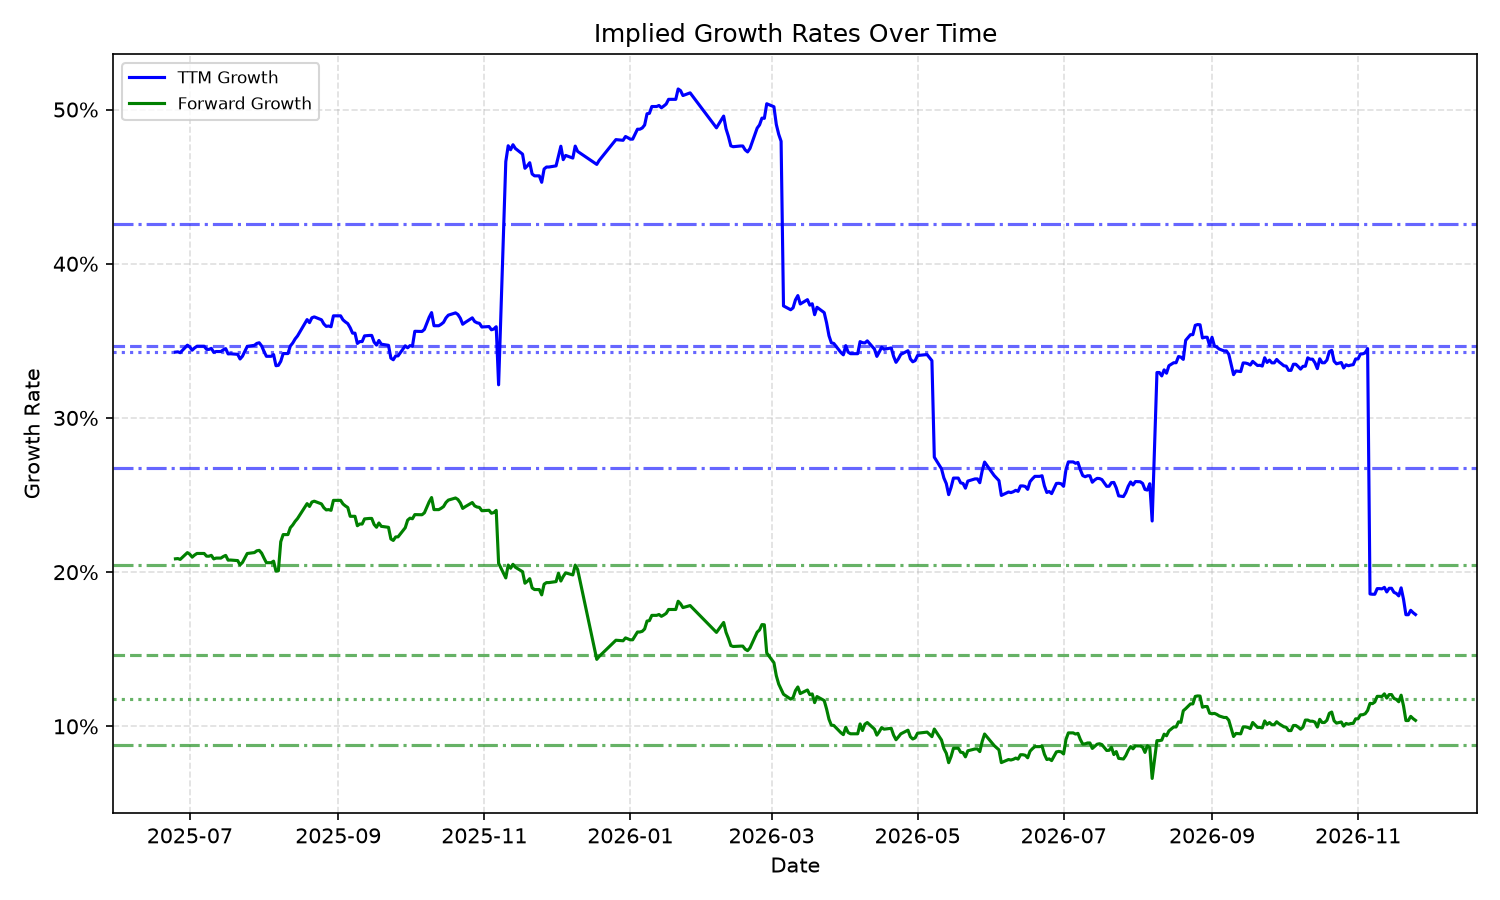 Implied Growth Rates Over Time
TTM Growth
Forward Growth
50%
40%
30%
20%
10%
Growth Rate
2025-07
2025-09
2025-11
2026-01
2026-03
2026-05
2026-07
2026-09
2026-11
Date